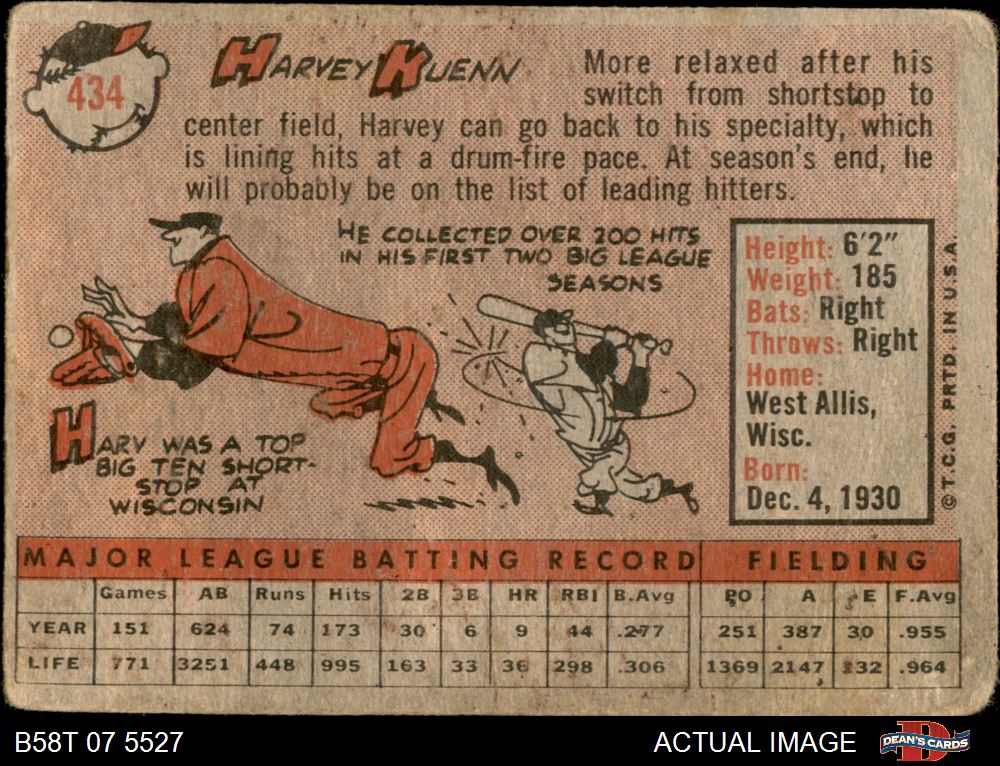 434
HARVEY KUENN
More relaxed after his
switch from shortstop to
center field, Harvey can go back to his specialty, which
is lining hits at a drum-fire pace. At season's end, he
will probably be on the list of leading hitters.
HE COLLECTED OVER 200 HITS
IN HIS FIRST TWO BIG LEAGUE
SEASONS
HARV WAS A TOP
BIG TEN SHORT-
STOP AT
WISCONSIN
Height: 6'2"
Weight: 185
Bats: Right
Throws: Right
Home:
West Allis,
Wisc.
Born:
Dec. 4, 1930
© T.C.G. PRTD. IN U.S.A.
MAJOR LEAGUE BATTING RECORD FIELDING
Games AB Runs Hits 2B 3B HR RBI B.Avg PO A E F.Avg
YEAR 151 624 74 173 30 6 9 44 .277 251 387 30 .955
LIFE 771 3251 448 995 163 33 36 298 .306 1369 2147 132 .964
B58T 07 5527
ACTUAL IMAGE
D
DEAN'S CARDS